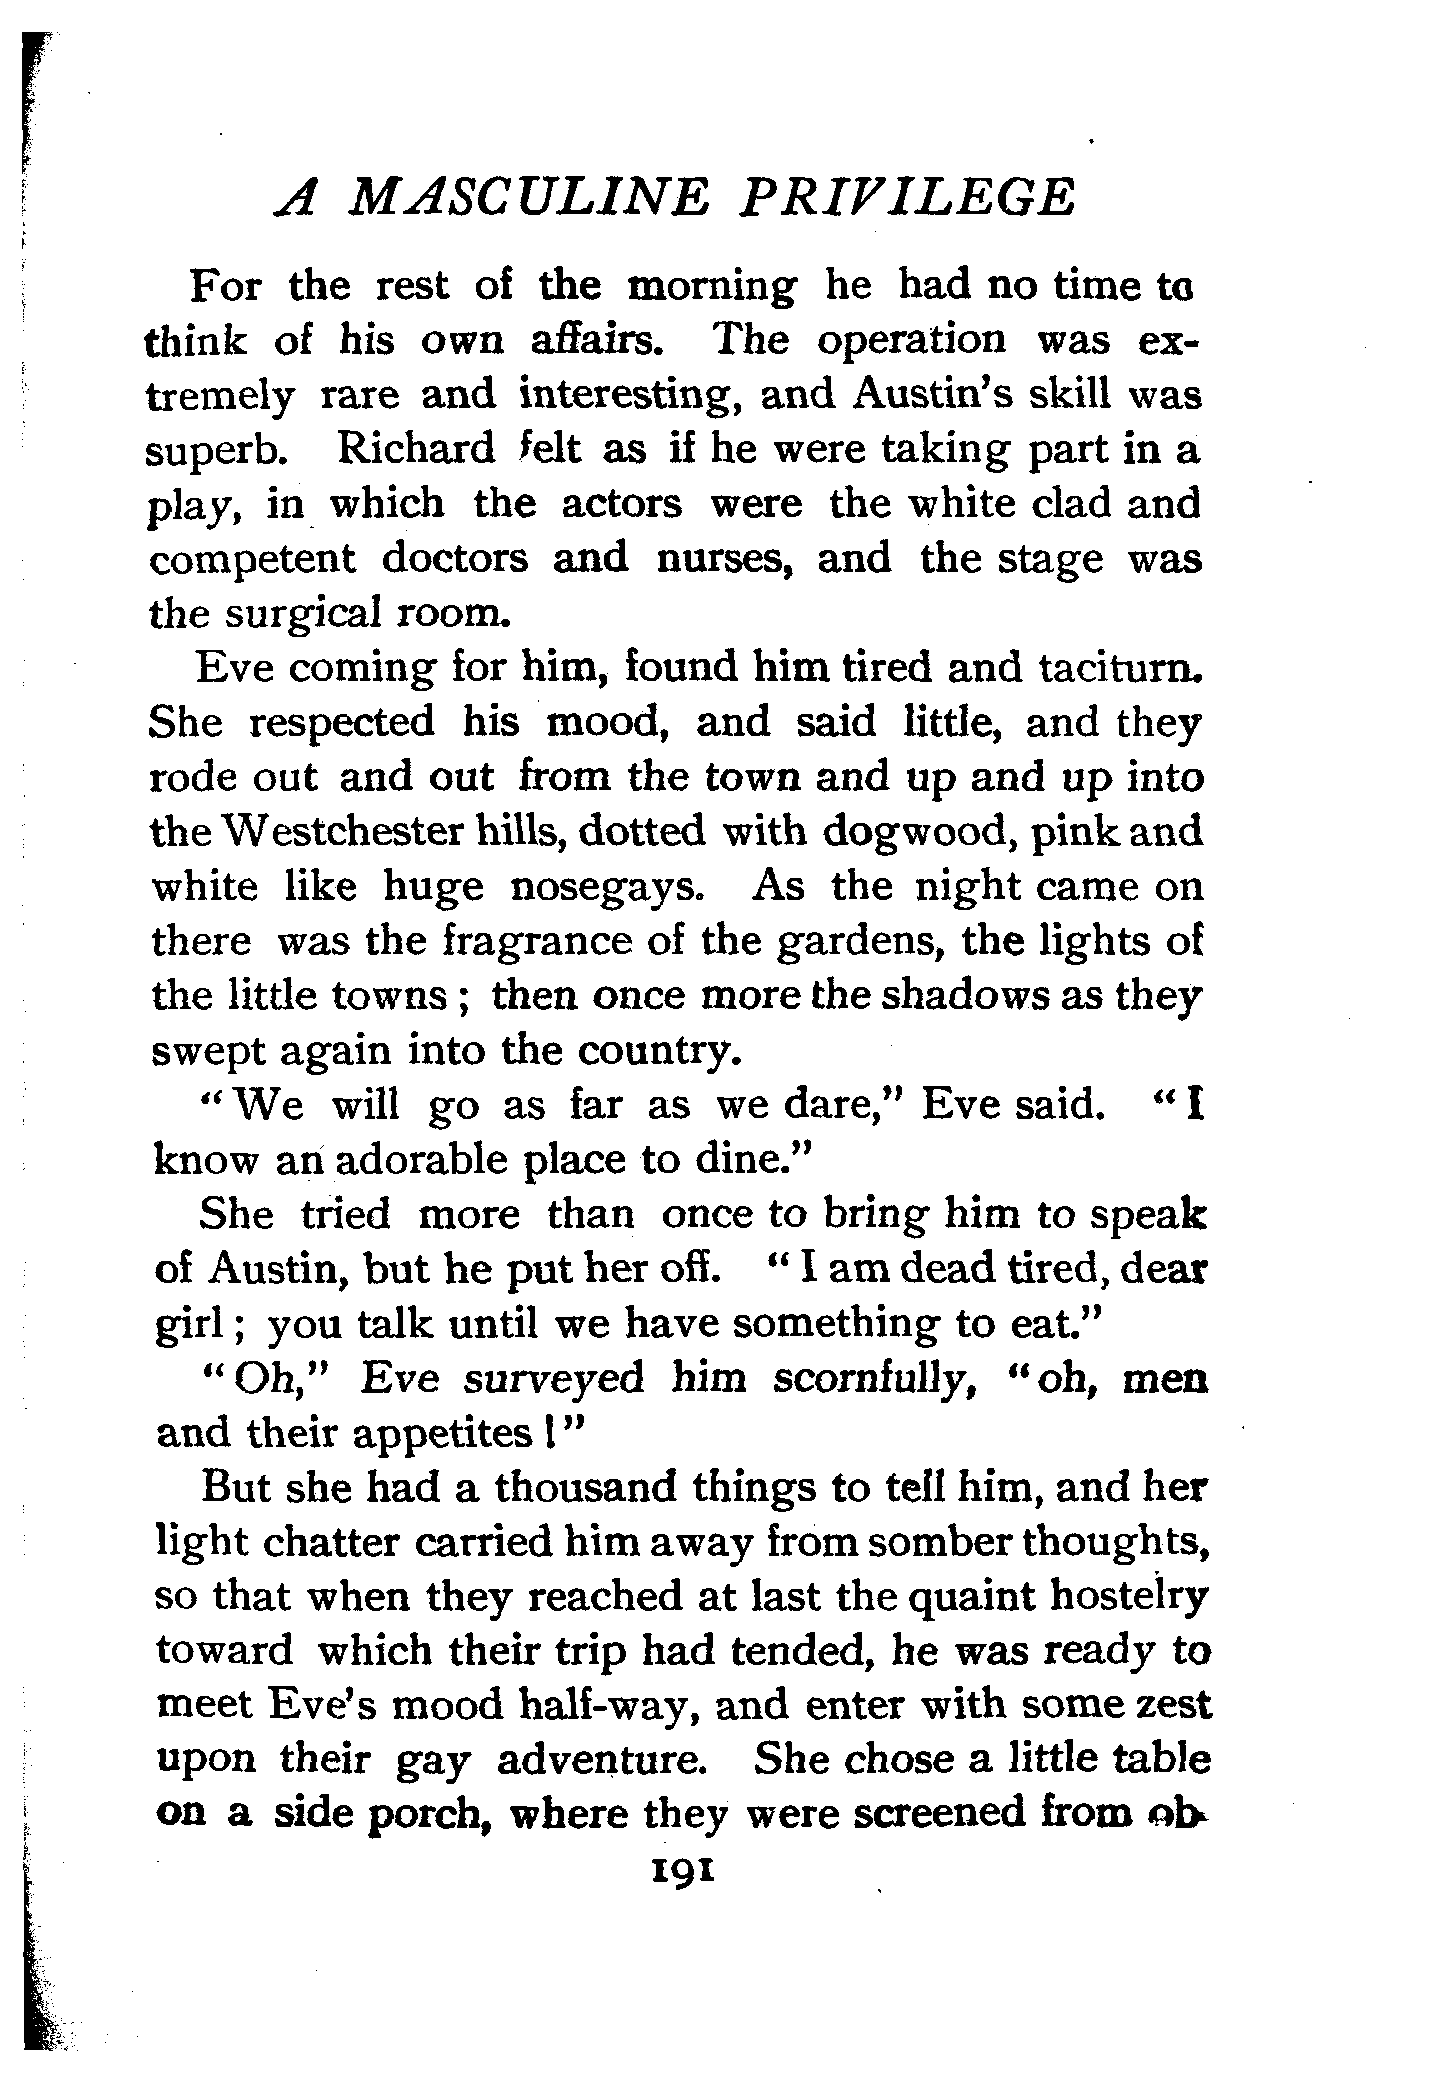 A MASCULINE PRIVILEGE
For the rest of the morning he had no time to
think of his own affairs. The operation was ex-
tremely rare and interesting, and Austin's skill was
superb. Richard felt as if he were taking part in a
play, in which the actors were the white clad and
competent doctors and nurses, and the stage was
the surgical room.
Eve coming for him, found him tired and taciturn.
She respected his mood, and said little, and they
rode out and out from the town and up and up into
the Westchester hills, dotted with dogwood, pink and
white like huge nosegays. As the night came on
there was the fragrance of the gardens, the lights of
the little towns; then once more the shadows as they
swept again into the country.
"We will go as far as we dare," Eve said. "I
know an adorable place to dine."
She tried more than once to bring him to speak
of Austin, but he put her off. "I am dead tired, dear
girl; you talk until we have something to eat."
"Oh," Eve surveyed him scornfully, "oh, men
and their appetites!"
But she had a thousand things to tell him, and her
light chatter carried him away from somber thoughts,
so that when they reached at last the quaint hostelry
toward which their trip had tended, he was ready to
meet Eve's mood half-way, and enter with some zest
upon their gay adventure. She chose a little table
on a side porch, where they were screened from ob-
191